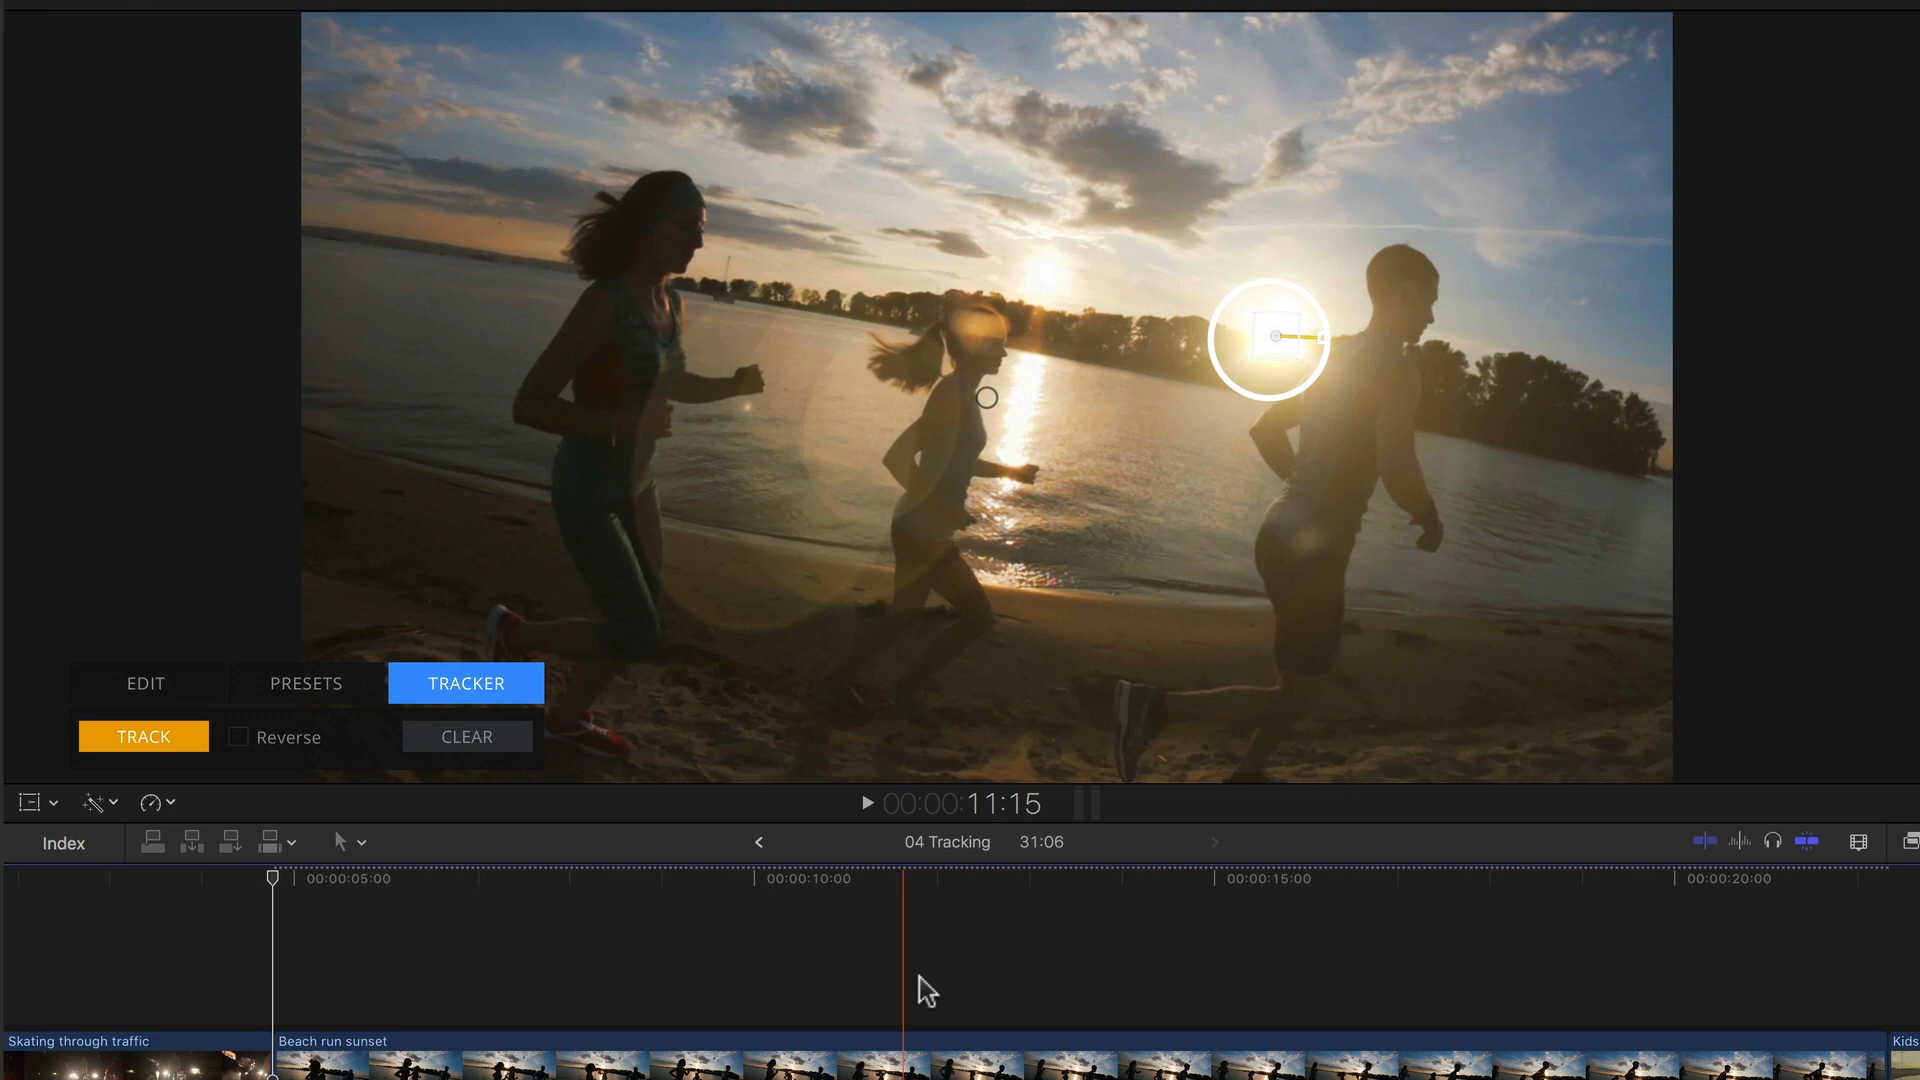 EDIT PRESETS TRACKER
TRACK Reverse CLEAR
00:00:11:15
Index 04 Tracking 31:06
00:00:05:00 00:00:10:00 00:00:15:00 00:00:20:00
Skating through traffic Beach run sunset Kids